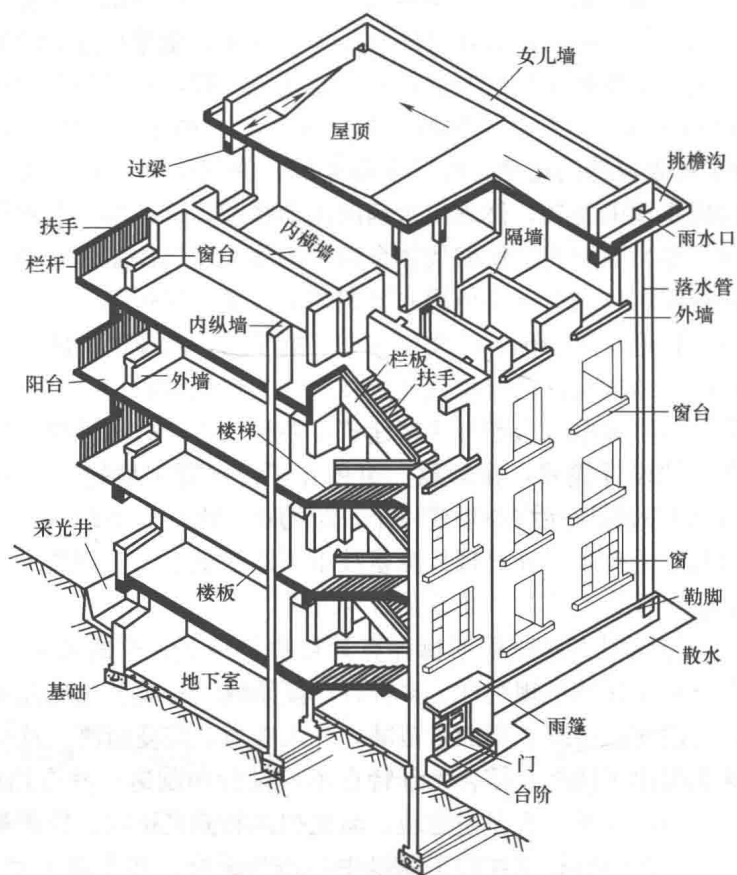 女儿墙
屋顶
过梁
挑檐沟
扶手
内横墙
隔墙
雨水口
栏杆
窗台
落水管
内纵墙
外墙
栏板
扶手
阳台
外墙
窗台
楼梯
采光井
楼板
窗
勒脚
散水
基础
地下室
雨篷
门
台阶